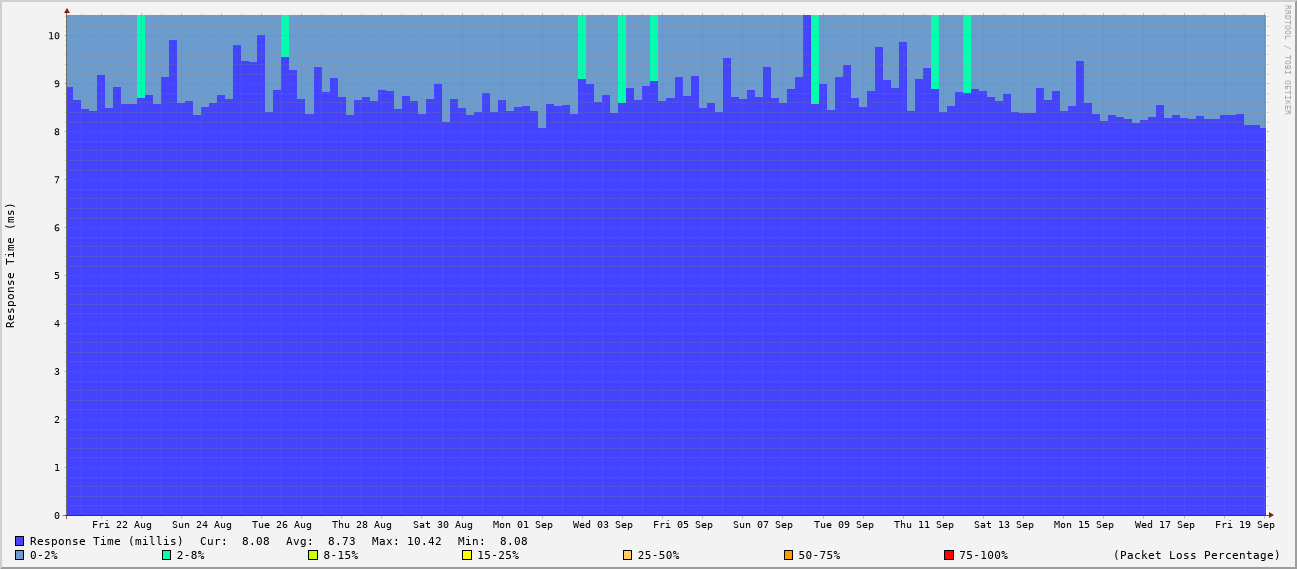 RRDTOOL / TOBI OETIKER
Response Time (ms)
10
9
8
7
6
5
4
3
2
1
0
Fri 22 Aug Sun 24 Aug Tue 26 Aug Thu 28 Aug Sat 30 Aug Mon 01 Sep Wed 03 Sep Fri 05 Sep Sun 07 Sep Tue 09 Sep Thu 11 Sep Sat 13 Sep Mon 15 Sep Wed 17 Sep Fri 19 Sep
Response Time (millis) Cur: 8.08 Avg: 8.73 Max: 10.42 Min: 8.08
0-2% 2-8% 8-15% 15-25% 25-50% 50-75% 75-100% (Packet Loss Percentage)